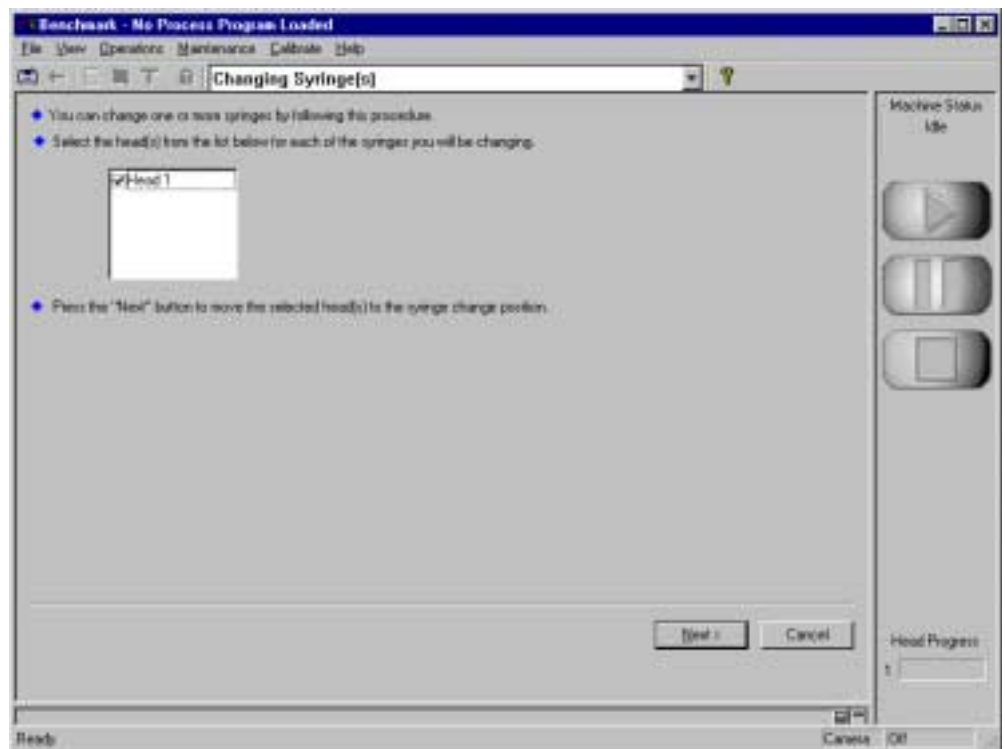 Benchmark - No Process Program Loaded
File View Operations Maintenance Calibrate Help
Changing Syringe(s)
You can change one or more syringes by following this procedure.
Select the head(s) from the list below for each of the syringes you will be changing.
Head 1
Press the "Next" button to move the selected head(s) to the syringe change position.
Next >
Cancel
Machine Status
Idle
Head Progress
1
Ready
Camera
Off